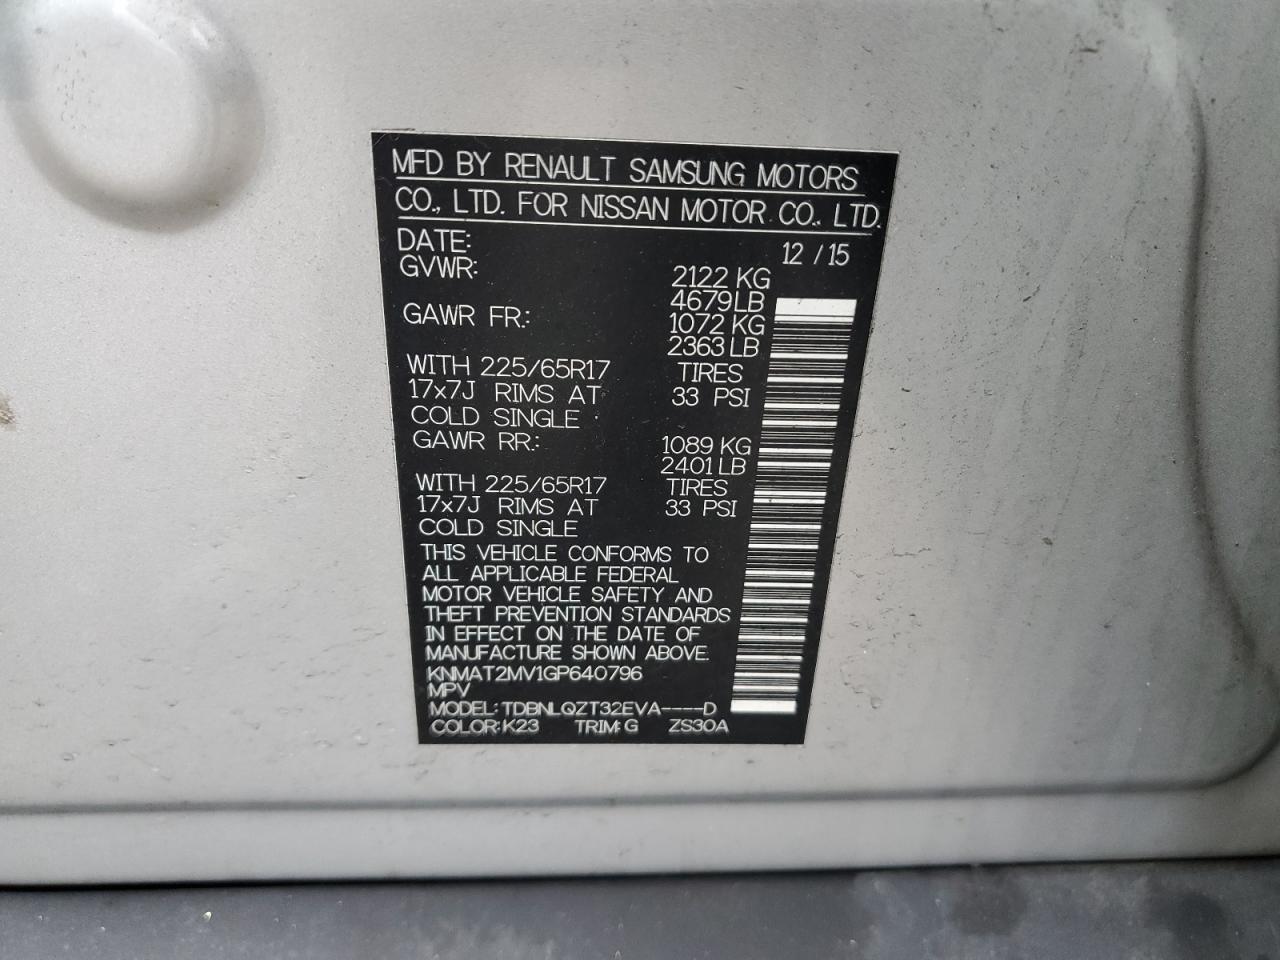 MFD BY RENAULT SAMSUNG MOTORS
CO., LTD. FOR NISSAN MOTOR CO., LTD.
DATE: 12 / 15
GVWR: 2122 KG
4679 LB
GAWR FR.: 1072 KG
2363 LB
WITH 225/65R17 TIRES
17x7J RIMS AT 33 PSI
COLD SINGLE
GAWR RR.: 1089 KG
2401 LB
WITH 225/65R17 TIRES
17x7J RIMS AT 33 PSI
COLD SINGLE
THIS VEHICLE CONFORMS TO
ALL APPLICABLE FEDERAL
MOTOR VEHICLE SAFETY AND
THEFT PREVENTION STANDARDS
IN EFFECT ON THE DATE OF
MANUFACTURE SHOWN ABOVE.
KNMAT2MV1GP640796
MPV
MODEL: TDBNLQZT32EVA----D
COLOR: K23 TRIM: G ZS30A